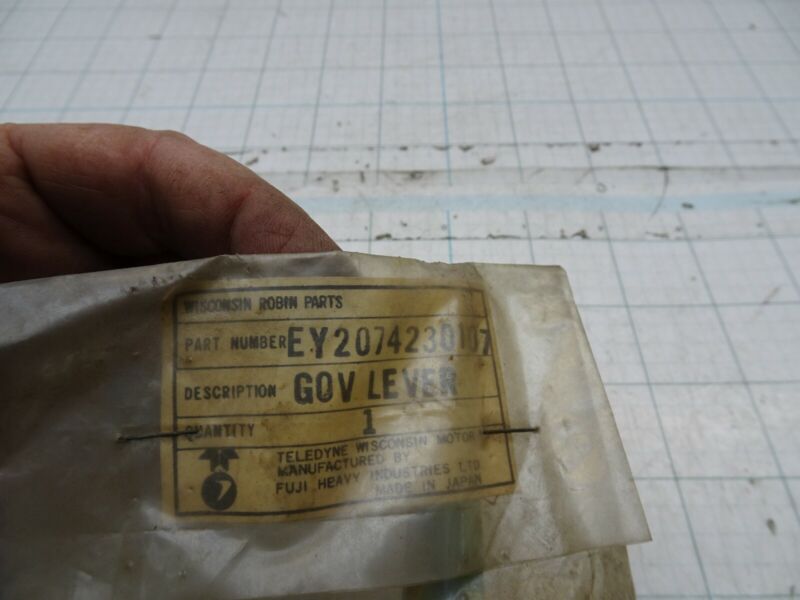 WISCONSIN ROBIN PARTS
PART NUMBER EY2074230107
DESCRIPTION GOV LEVER
QUANTITY 1
TELEDYNE WISCONSIN MOTOR
MANUFACTURED BY
FUJI HEAVY INDUSTRIES LTD
MADE IN JAPAN